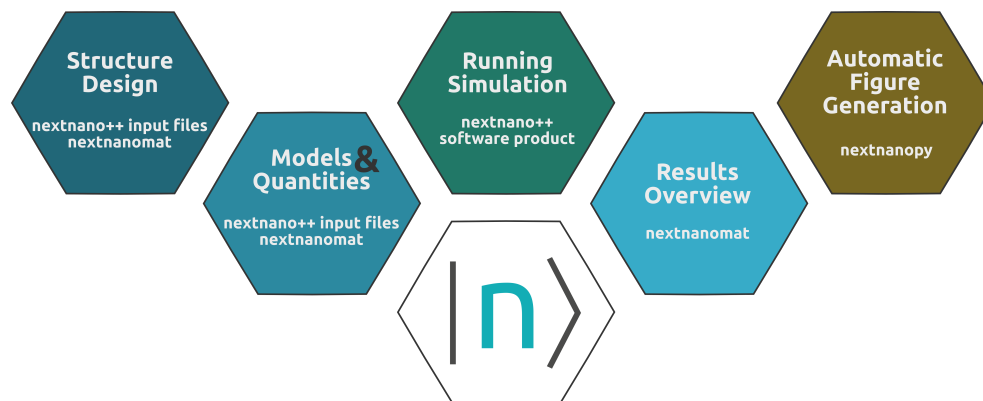 Structure
Design
nextnano++ input files
nextnanomat
Models &
Quantities
nextnano++ input files
nextnanomat
Running
Simulation
nextnano++
software product
Results
Overview
nextnanomat
Automatic
Figure
Generation
nextnanopy
|n⟩